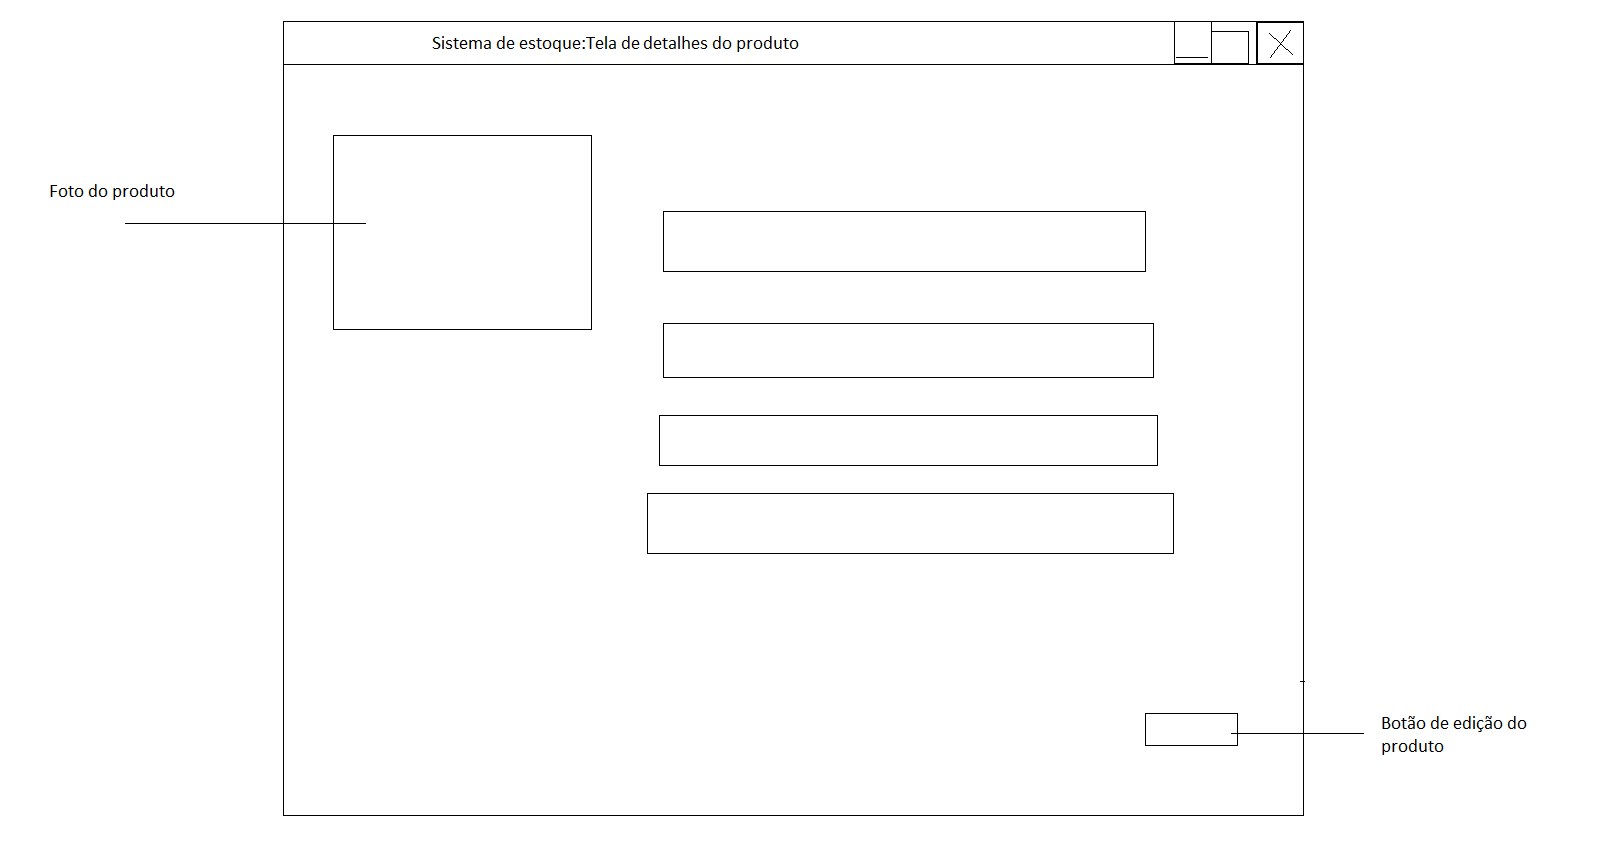 Sistema de estoque:Tela de detalhes do produto
Foto do produto
Botão de edição do
produto